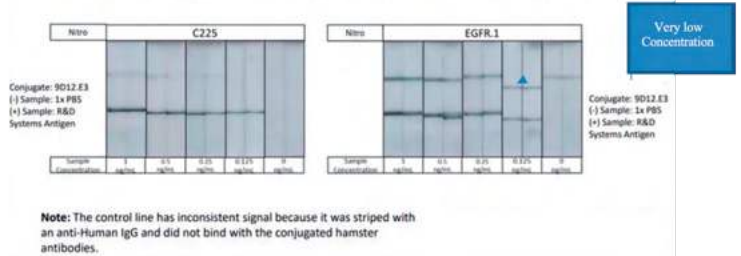 Nitro
C225
Nitro
EGFR.1
Very low
Concentration
Conjugate: 9D12.E3
(-) Sample: 1x PBS
(+) Sample: R&D
Systems Antigen
Conjugate: 9D12.E3
(-) Sample: 1x PBS
(+) Sample: R&D
Systems Antigen
Sample
Concentration
1
ng/mL
0.5
ng/mL
0.25
ng/mL
0.125
ng/mL
0
ng/mL
Sample
Concentration
1
ng/mL
0.5
ng/mL
0.25
ng/mL
0.125
ng/mL
0
ng/mL
Note: The control line has inconsistent signal because it was striped with
an anti-Human IgG and did not bind with the conjugated hamster
antibodies.